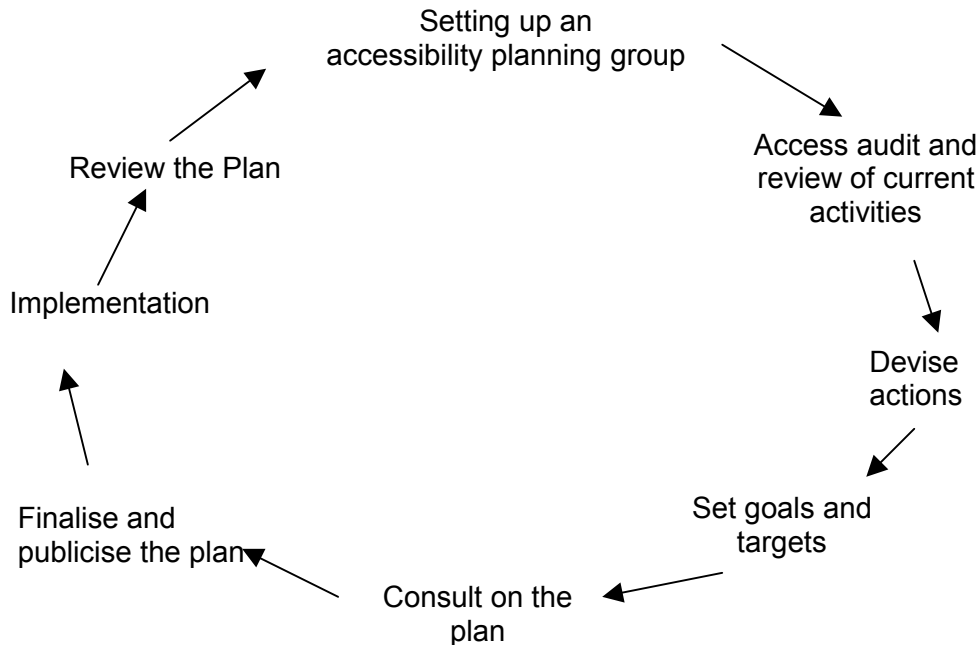 Setting up an
accessibility planning group
Access audit and
review of current
activities
Devise
actions
Set goals and
targets
Consult on the
plan
Finalise and
publicise the plan
Implementation
Review the Plan